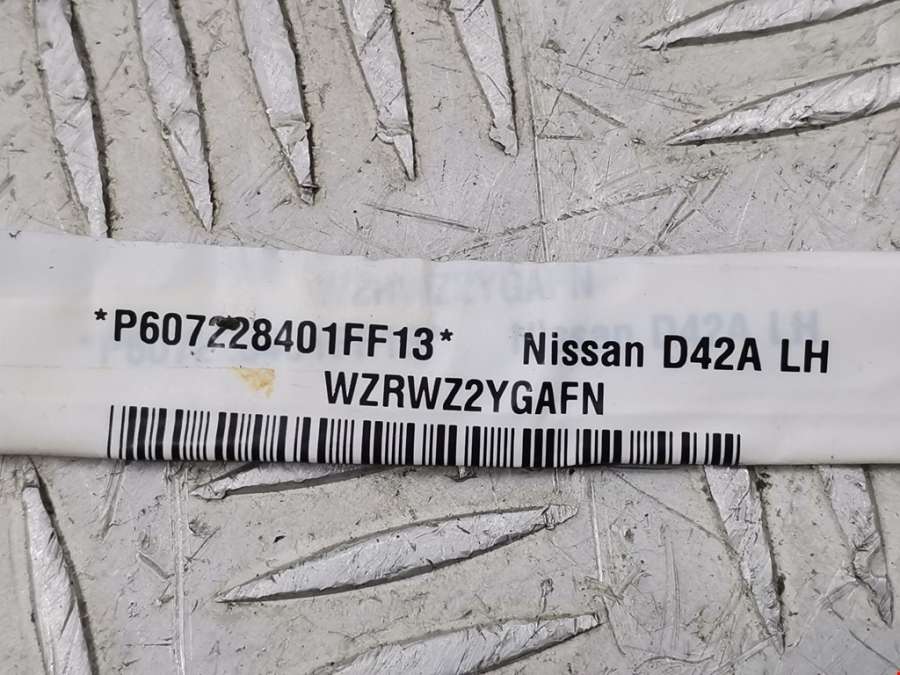 *P607228401FF13* Nissan D42A LH
WZRWZ2YGAFN